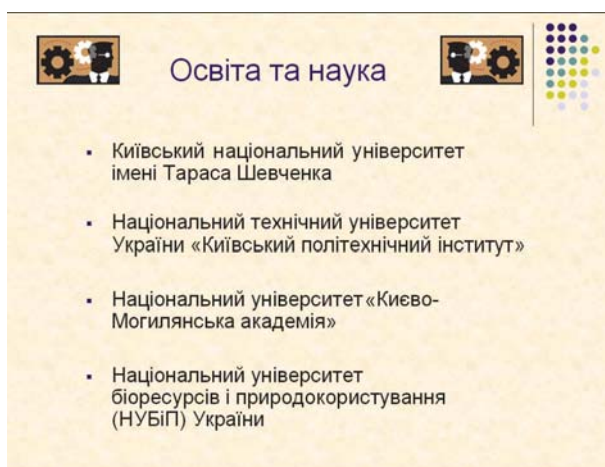 Освіта та наука
Київський національний університет
імені Тараса Шевченка
Національний технічний університет
України «Київський політехнічний інститут»
Національний університет «Києво-
Могилянська академія»
Національний університет
біоресурсів і природокористування
(НУБіП) України